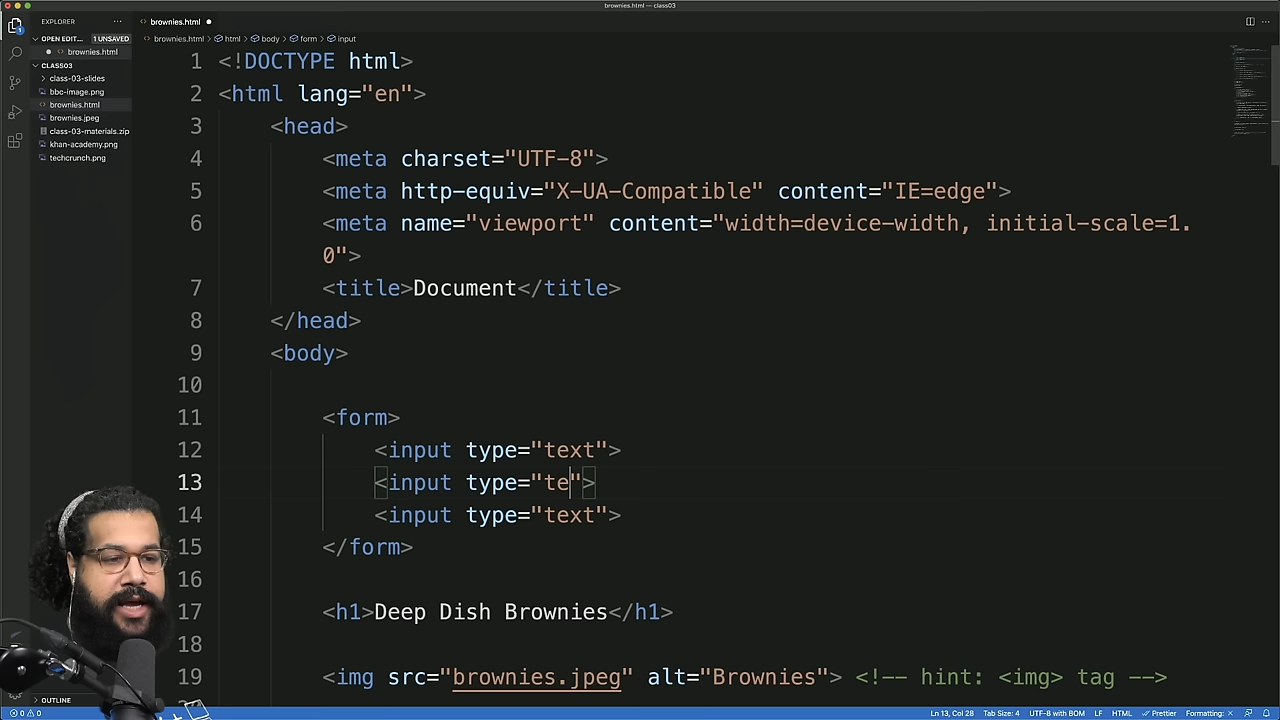 brownies.html — class03
EXPLORER
brownies.html
OPEN EDIT... 1 UNSAVED
brownies.html > html > body > form > input
brownies.html
CLASS03
class-03-slides
bbc-image.png
brownies.html
brownies.jpeg
class-03-materials.zip
khan-academy.png
techcrunch.png
1 <!DOCTYPE html>
2 <html lang="en">
3 <head>
4 <meta charset="UTF-8">
5 <meta http-equiv="X-UA-Compatible" content="IE=edge">
6 <meta name="viewport" content="width=device-width, initial-scale=1.
0">
7 <title>Document</title>
8 </head>
9 <body>
10
11 <form>
12 <input type="text">
13 <input type="te">
14 <input type="text">
15 </form>
16
17 <h1>Deep Dish Brownies</h1>
18
19 <img src="brownies.jpeg" alt="Brownies"> <!-- hint: <img> tag -->
OUTLINE
0 0 Ln 13, Col 28 Tab Size: 4 UTF-8 with BOM LF HTML Prettier Formatting: ×